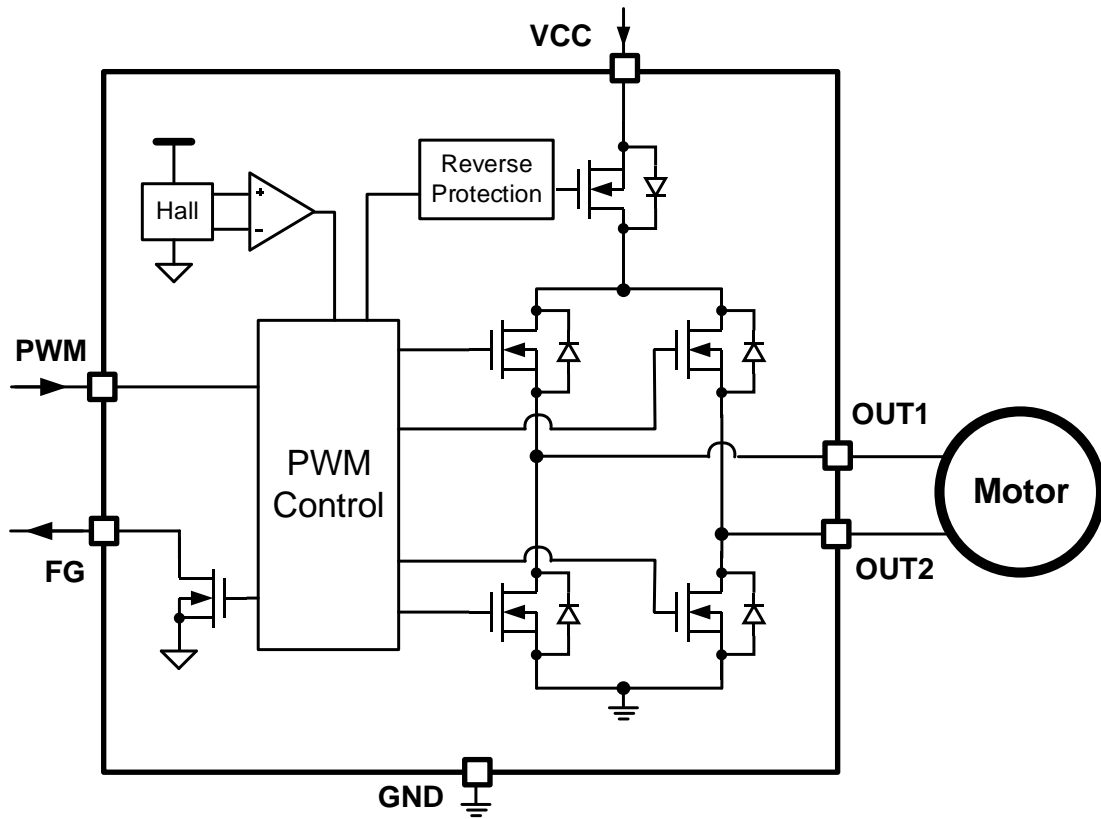 VCC
Reverse
Protection
Hall
+
-
PWM
OUT1
PWM
Control
Motor
FG
OUT2
GND